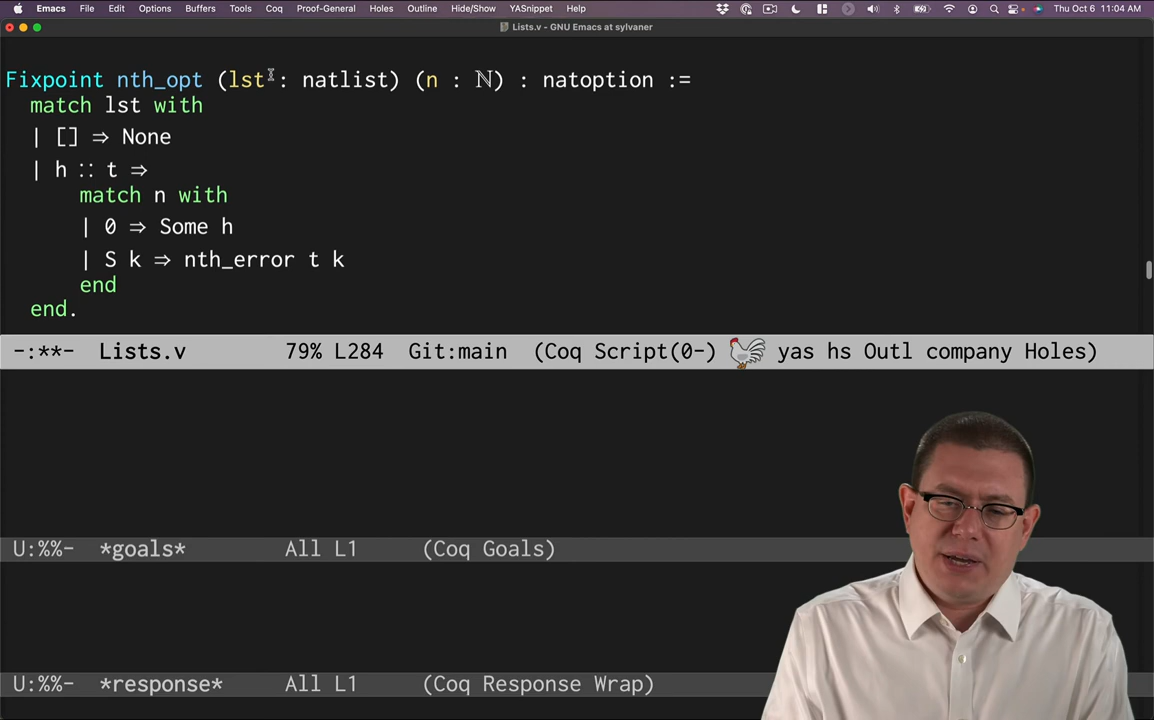 Emacs File Edit Options Buffers Tools Coq Proof-General Holes Outline Hide/Show YASnippet Help Thu Oct 6 11:04 AM
Lists.v - GNU Emacs at sylvaner
Fixpoint nth_opt (lst : natlist) (n : ℕ) : natoption :=
match lst with
| [] ⇒ None
| h :: t ⇒
match n with
| 0 ⇒ Some h
| S k ⇒ nth_error t k
end
end.
-:**- Lists.v 79% L284 Git:main (Coq Script(0-) yas hs Outl company Holes)
U:%%- *goals* All L1 (Coq Goals)
U:%%- *response* All L1 (Coq Response Wrap)